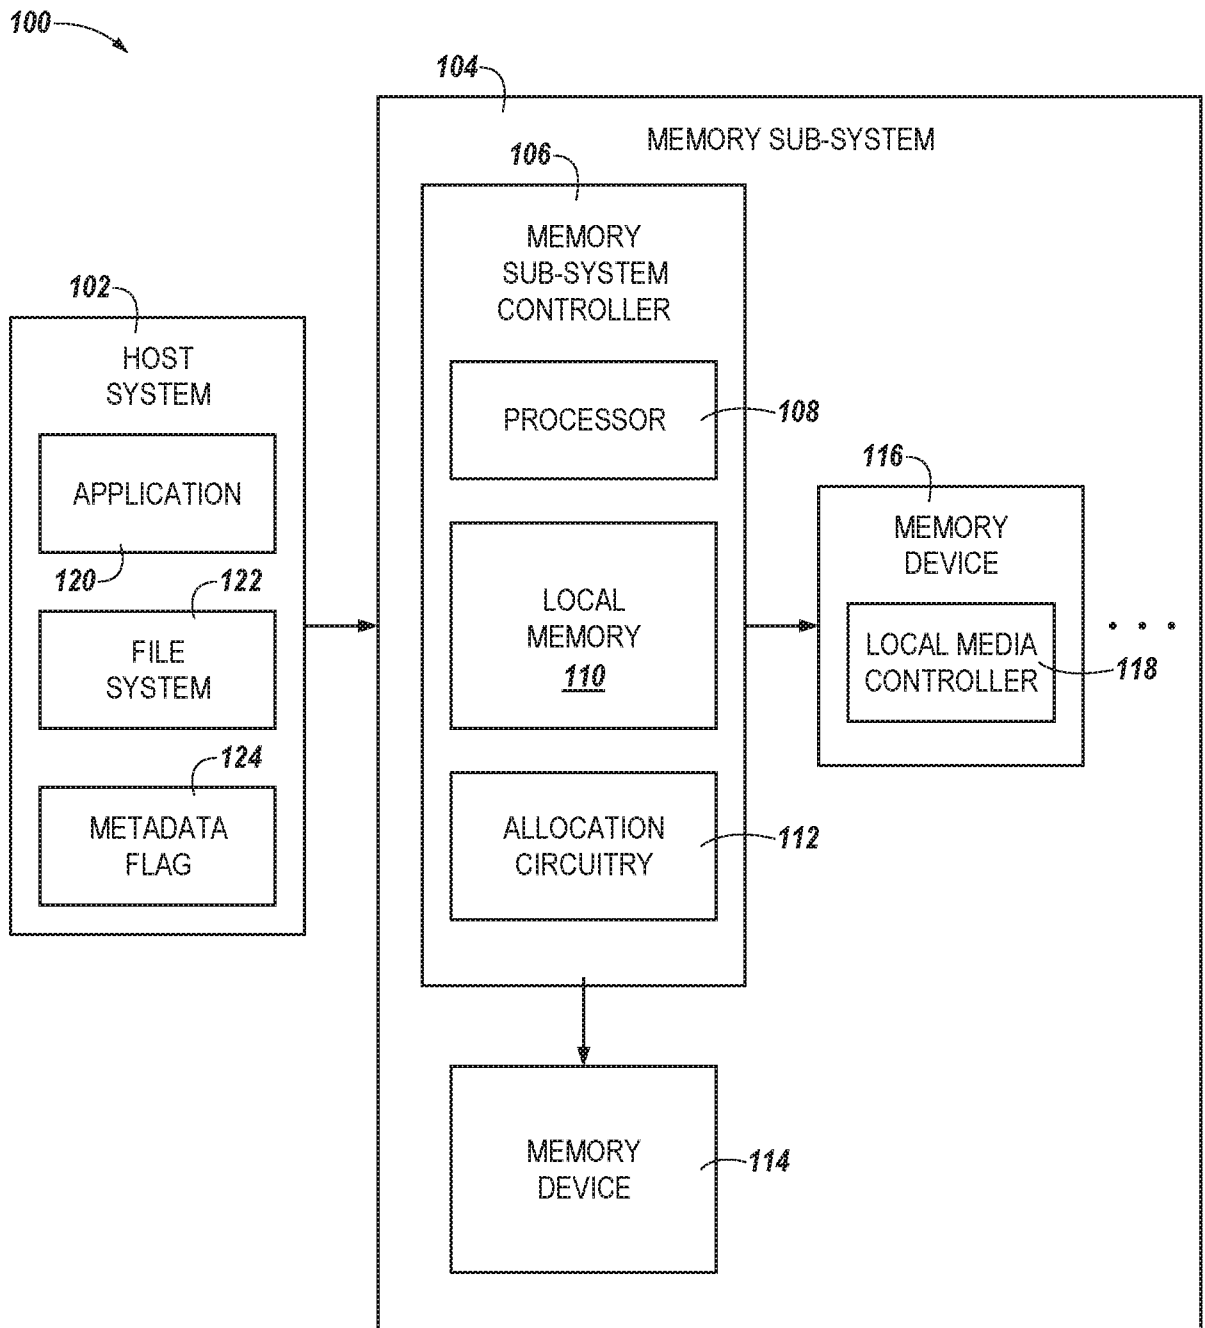 100
104
MEMORY SUB-SYSTEM
106
MEMORY
SUB-SYSTEM
CONTROLLER
102
HOST
SYSTEM
PROCESSOR
108
APPLICATION
120
116
MEMORY
DEVICE
122
FILE
SYSTEM
LOCAL
MEMORY
110
LOCAL MEDIA
CONTROLLER
118
124
METADATA
FLAG
ALLOCATION
CIRCUITRY
112
MEMORY
DEVICE
114